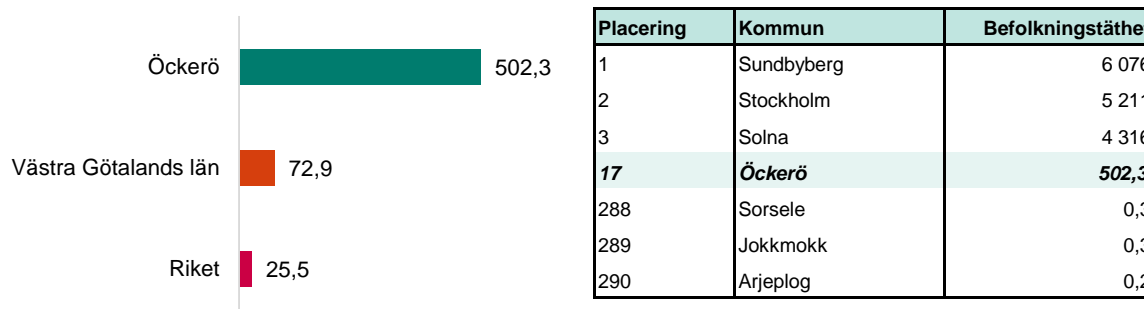 Öckerö 502,3
Västra Götalands län 72,9
Riket 25,5
Placering Kommun Befolkningstäthe
1 Sundbyberg 6 076
2 Stockholm 5 211
3 Solna 4 316
17 Öckerö 502,3
288 Sorsele 0,3
289 Jokkmokk 0,3
290 Arjeplog 0,2